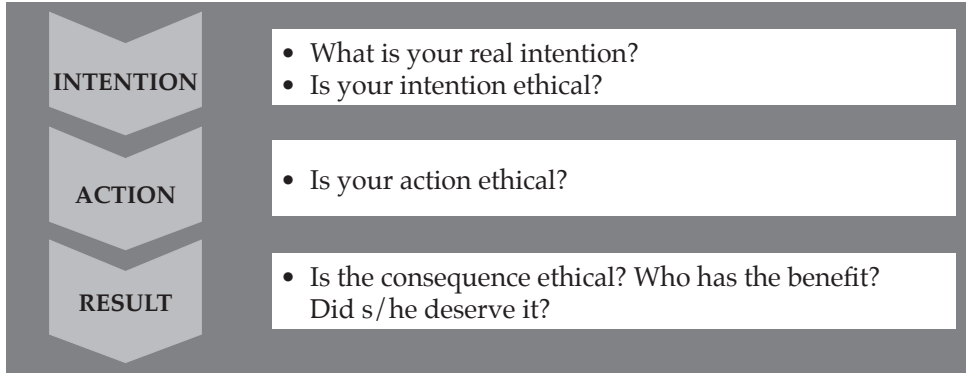 INTENTION
• What is your real intention?
• Is your intention ethical?
ACTION
• Is your action ethical?
RESULT
• Is the consequence ethical? Who has the benefit?
Did s/he deserve it?